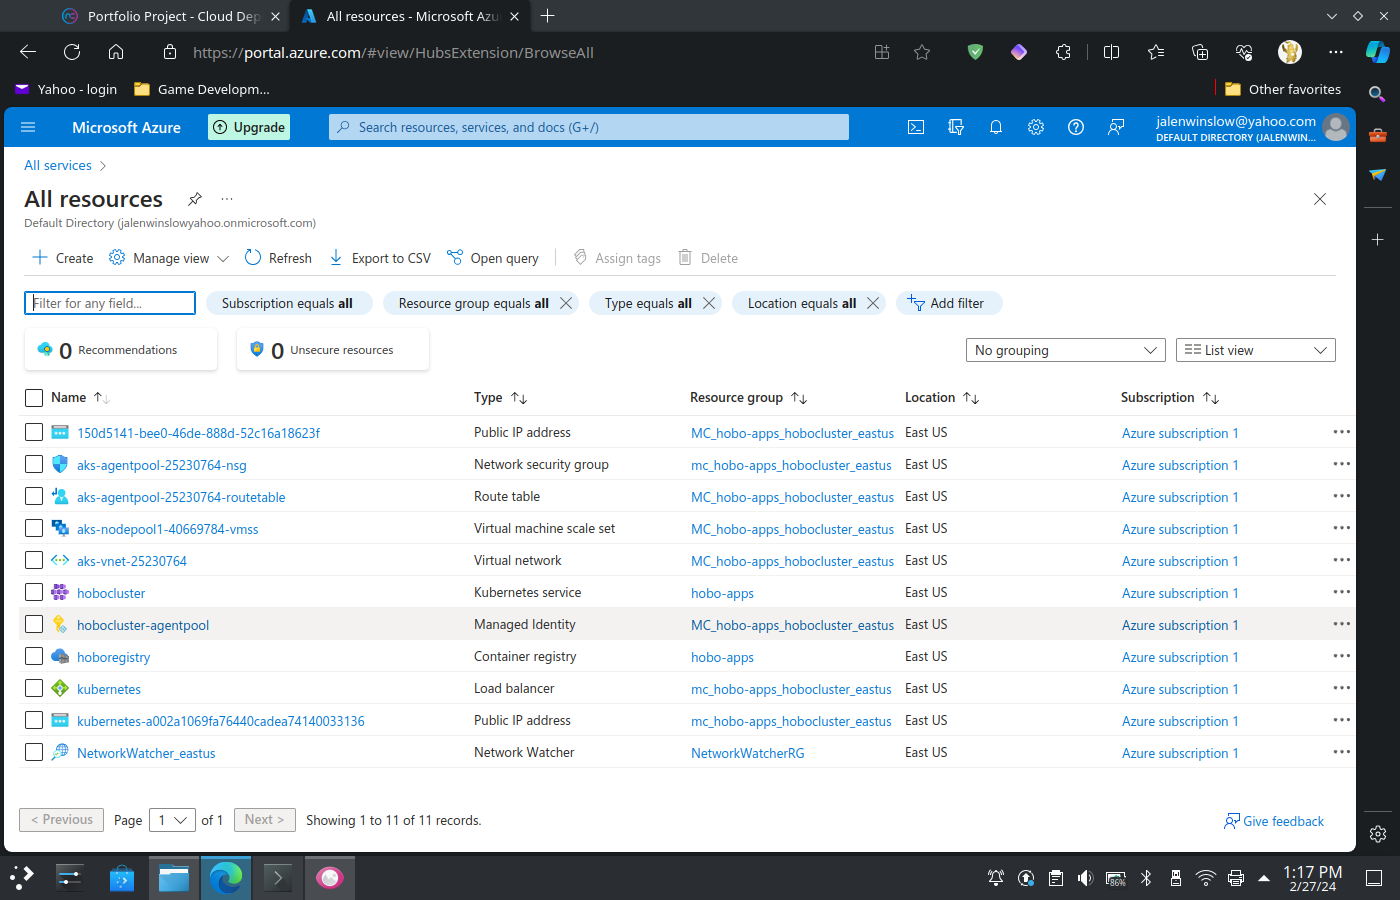 Portfolio Project - Cloud Dep
All resources - Microsoft Azu
https://portal.azure.com/#view/HubsExtension/BrowseAll
Yahoo - login
Game Developm...
Other favorites
Microsoft Azure
Upgrade
Search resources, services, and docs (G+/)
jalenwinslow@yahoo.com
DEFAULT DIRECTORY (JALENWIN...
All services
All resources
Default Directory (jalenwinslowyahoo.onmicrosoft.com)
Create
Manage view
Refresh
Export to CSV
Open query
Assign tags
Delete
Filter for any field...
Subscription equals all
Resource group equals all
Type equals all
Location equals all
Add filter
0 Recommendations
0 Unsecure resources
No grouping
List view
Name Type Resource group Location Subscription
150d5141-bee0-46de-888d-52c16a18623f Public IP address MC_hobo-apps_hobocluster_eastus East US Azure subscription 1
aks-agentpool-25230764-nsg Network security group mc_hobo-apps_hobocluster_eastus East US Azure subscription 1
aks-agentpool-25230764-routetable Route table MC_hobo-apps_hobocluster_eastus East US Azure subscription 1
aks-nodepool1-40669784-vmss Virtual machine scale set MC_hobo-apps_hobocluster_eastus East US Azure subscription 1
aks-vnet-25230764 Virtual network MC_hobo-apps_hobocluster_eastus East US Azure subscription 1
hobocluster Kubernetes service hobo-apps East US Azure subscription 1
hobocluster-agentpool Managed Identity MC_hobo-apps_hobocluster_eastus East US Azure subscription 1
hoboregistry Container registry hobo-apps East US Azure subscription 1
kubernetes Load balancer mc_hobo-apps_hobocluster_eastus East US Azure subscription 1
kubernetes-a002a1069fa76440cadea74140033136 Public IP address mc_hobo-apps_hobocluster_eastus East US Azure subscription 1
NetworkWatcher_eastus Network Watcher NetworkWatcherRG East US Azure subscription 1
< Previous Page 1 of 1 Next > Showing 1 to 11 of 11 records.
Give feedback
86%
1:17 PM
2/27/24